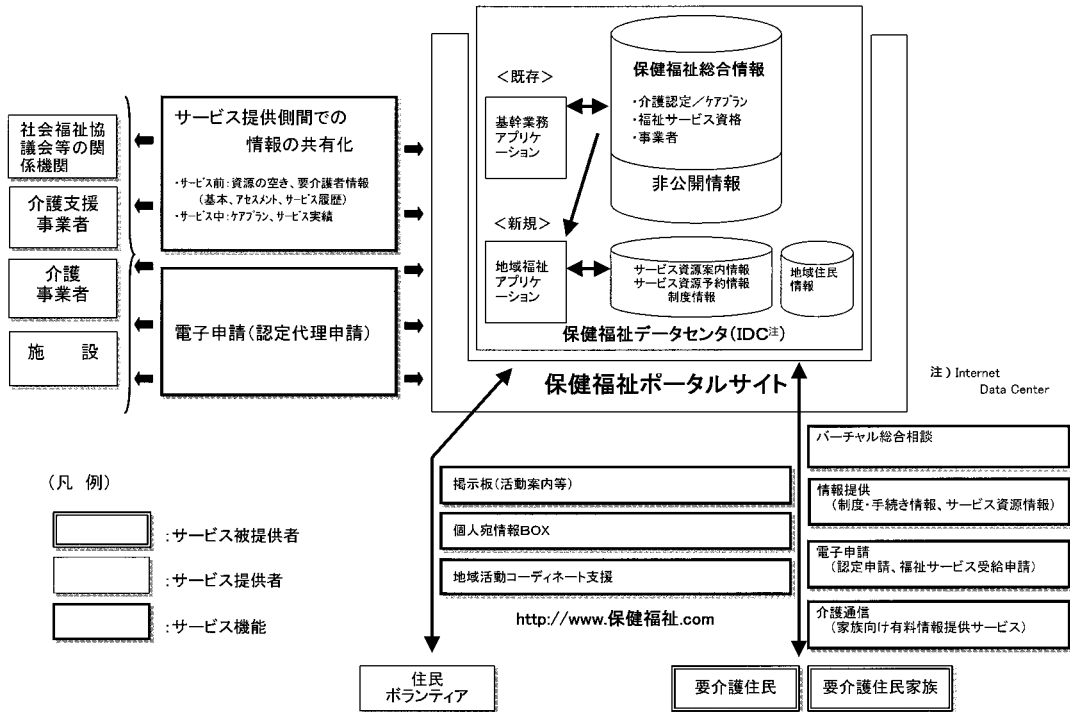 社会福祉協
議会等の関
係機関
介護支援
事業者
介護
事業者
施　設
サービス提供側間での
情報の共有化
・サービス前：資源の空き、要介護者情報
（基本、アセスメント、サービス履歴）
・サービス中：ケアプラン、サービス実績
電子申請（認定代理申請）
＜既存＞
基幹業務
アプリケ
ーション
保健福祉総合情報
・介護認定／ケアプラン
・福祉サービス資格
・事業者
非公開情報
＜新規＞
地域福祉
アプリケ
ーション
サービス資源案内情報
サービス資源予約情報
制度情報
地域住民
情報
保健福祉データセンタ(IDC注)
保健福祉ポータルサイト
注）Internet
Data Center
（凡　例）
：サービス被提供者
：サービス提供者
：サービス機能
掲示板（活動案内等）
個人宛情報BOX
地域活動コーディネート支援
http://www.保健福祉.com
バーチャル総合相談
情報提供
（制度・手続き情報、サービス資源情報）
電子申請
（認定申請、福祉サービス受給申請）
介護通信
（家族向け有料情報提供サービス）
住民
ボランティア
要介護住民
要介護住民家族